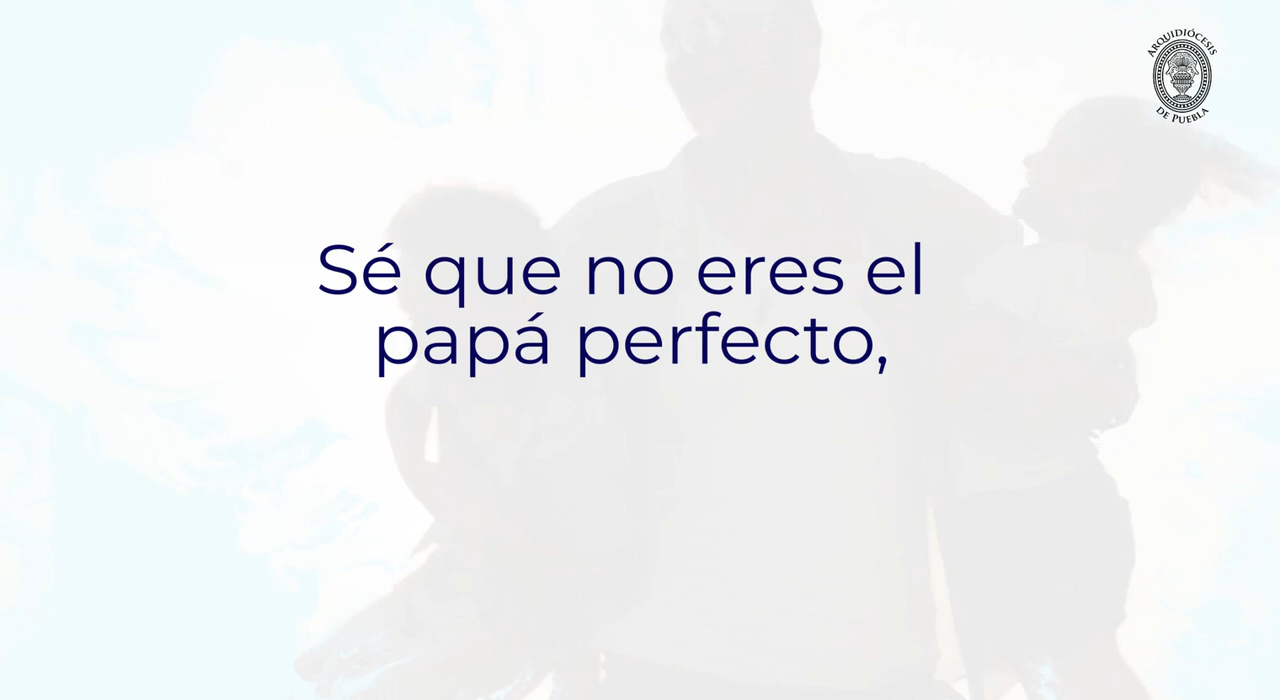 ARQUIDIÓCESIS
DE PUEBLA
Sé que no eres el
papá perfecto,